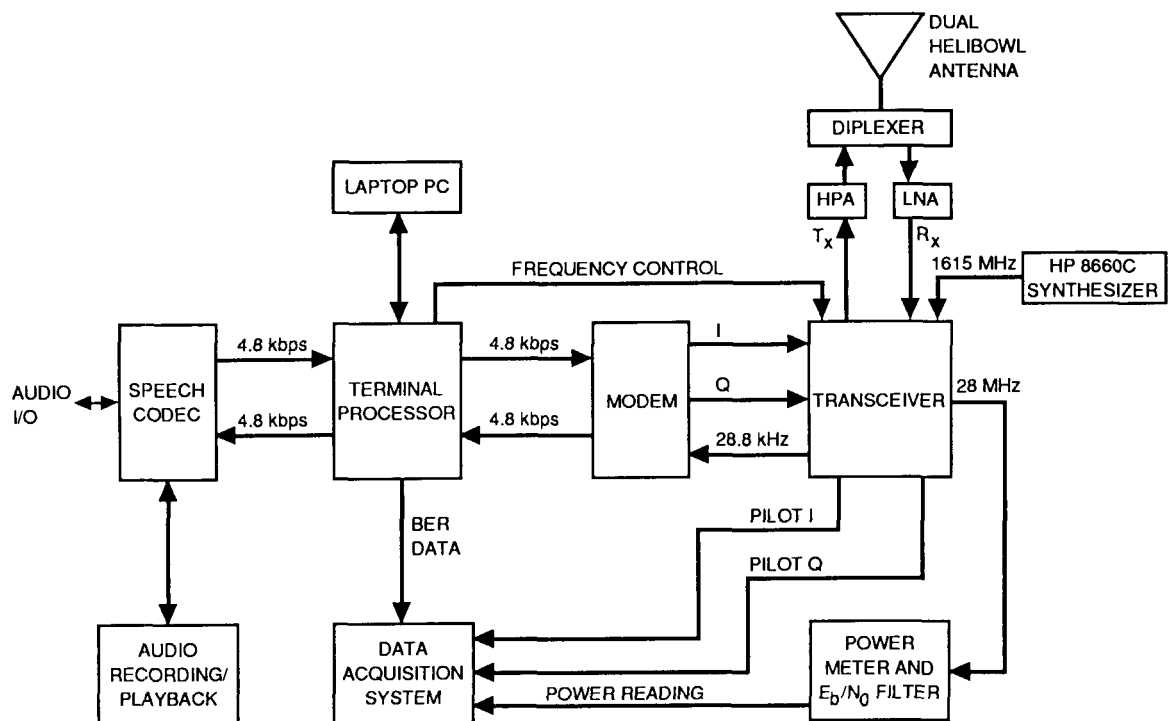 DUAL
HELIBOWL
ANTENNA
DIPLEXER
LAPTOP PC
HPA
LNA
Tx
Rx
1615 MHz
HP 8660C
SYNTHESIZER
FREQUENCY CONTROL
4.8 kbps
4.8 kbps
I
AUDIO
I/O
SPEECH
CODEC
TERMINAL
PROCESSOR
MODEM
Q
TRANSCEIVER
28 MHz
4.8 kbps
4.8 kbps
28.8 kHz
BER
DATA
PILOT I
PILOT Q
AUDIO
RECORDING/
PLAYBACK
DATA
ACQUISITION
SYSTEM
POWER READING
POWER
METER AND
Eb/N0 FILTER